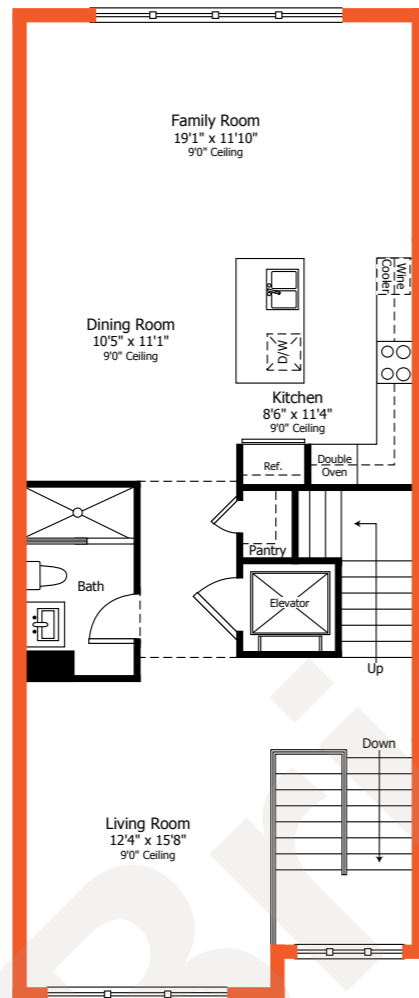 Family Room
19'1" x 11'10"
9'0" Ceiling
Wine
Cooler
Dining Room
10'5" x 11'1"
9'0" Ceiling
D/W
Kitchen
8'6" x 11'4"
9'0" Ceiling
Ref.
Double
Oven
Pantry
Bath
Elevator
Up
Down
Living Room
12'4" x 15'8"
9'0" Ceiling
Bri